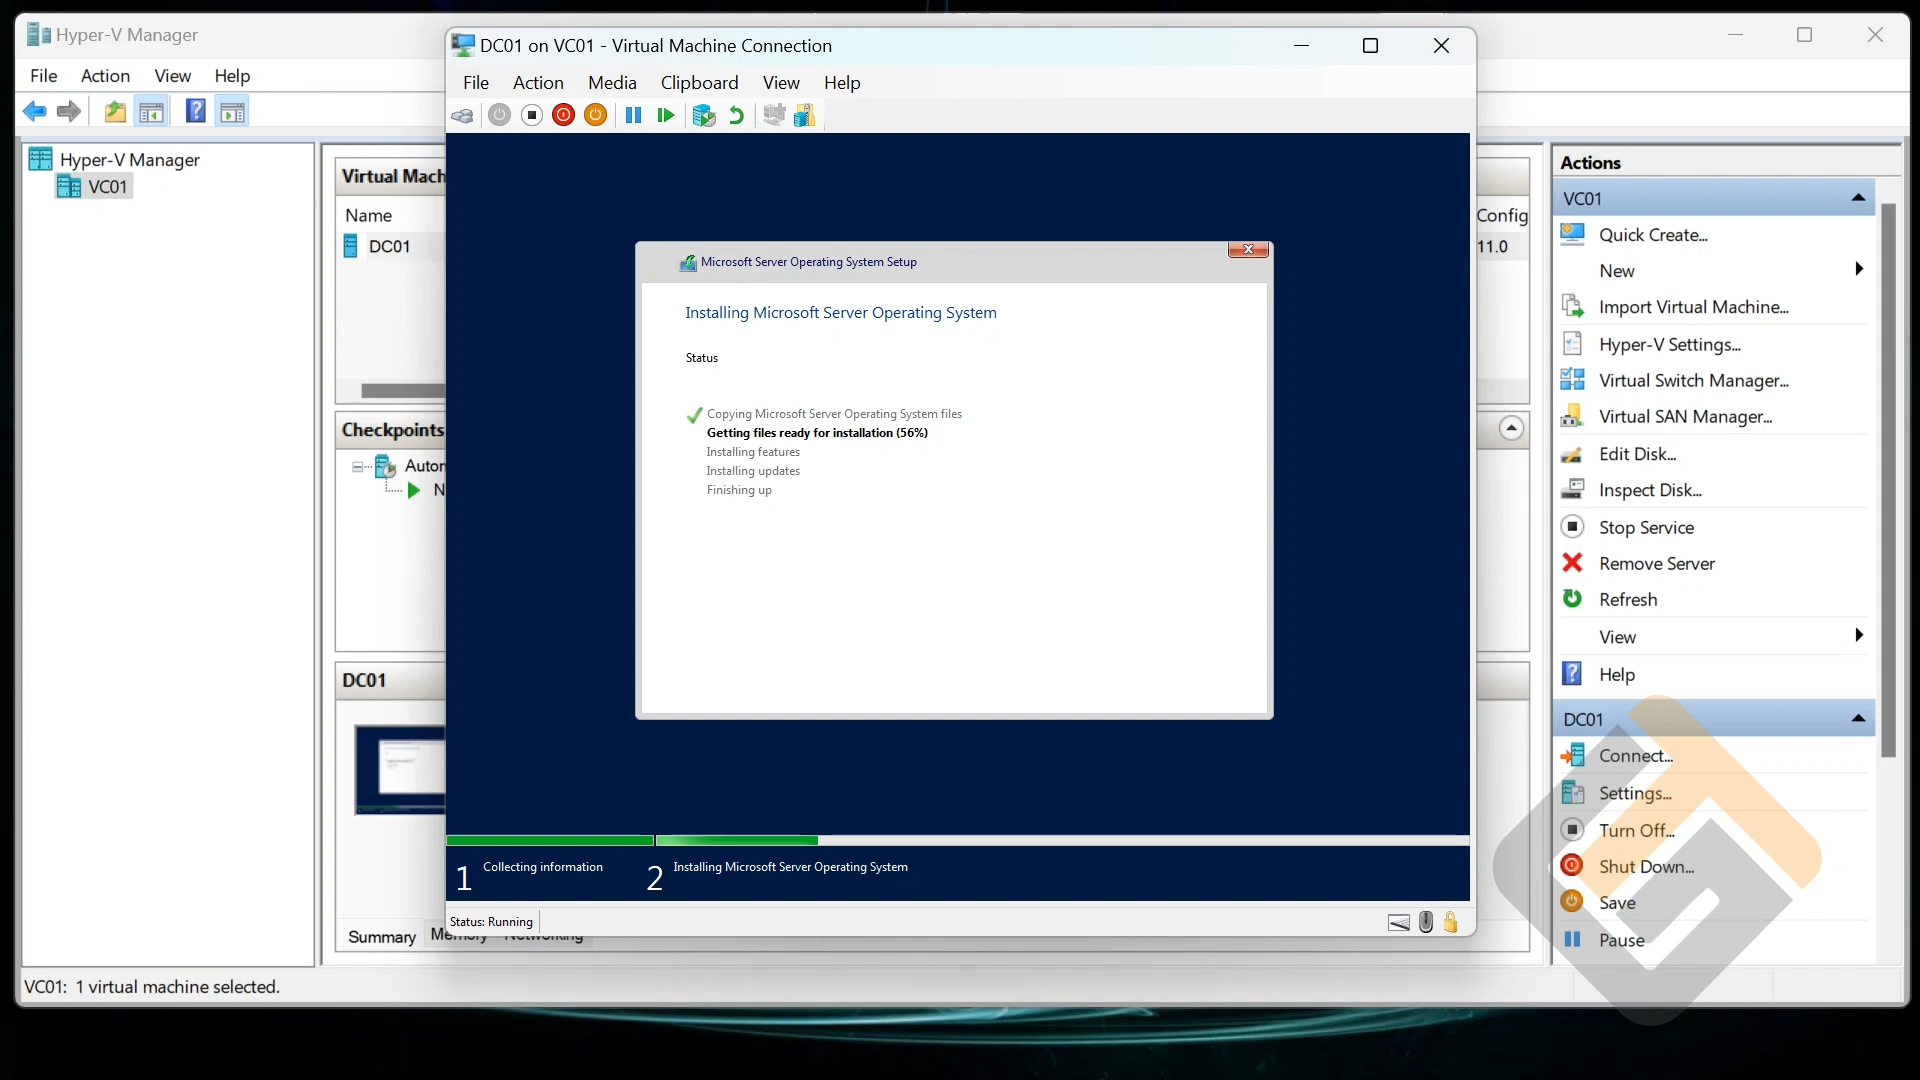 Hyper-V Manager
File Action View Help
Hyper-V Manager
VC01
Virtual Mach
Name
DC01
Config
11.0
Checkpoints
Autom
N
DC01
Summary Memory Networking
VC01: 1 virtual machine selected.
DC01 on VC01 - Virtual Machine Connection
File Action Media Clipboard View Help
Microsoft Server Operating System Setup
Installing Microsoft Server Operating System
Status
Copying Microsoft Server Operating System files
Getting files ready for installation (56%)
Installing features
Installing updates
Finishing up
1 Collecting information
2 Installing Microsoft Server Operating System
Status: Running
Actions
VC01
Quick Create...
New
Import Virtual Machine...
Hyper-V Settings...
Virtual Switch Manager...
Virtual SAN Manager...
Edit Disk...
Inspect Disk...
Stop Service
Remove Server
Refresh
View
Help
DC01
Connect...
Settings...
Turn Off...
Shut Down...
Save
Pause